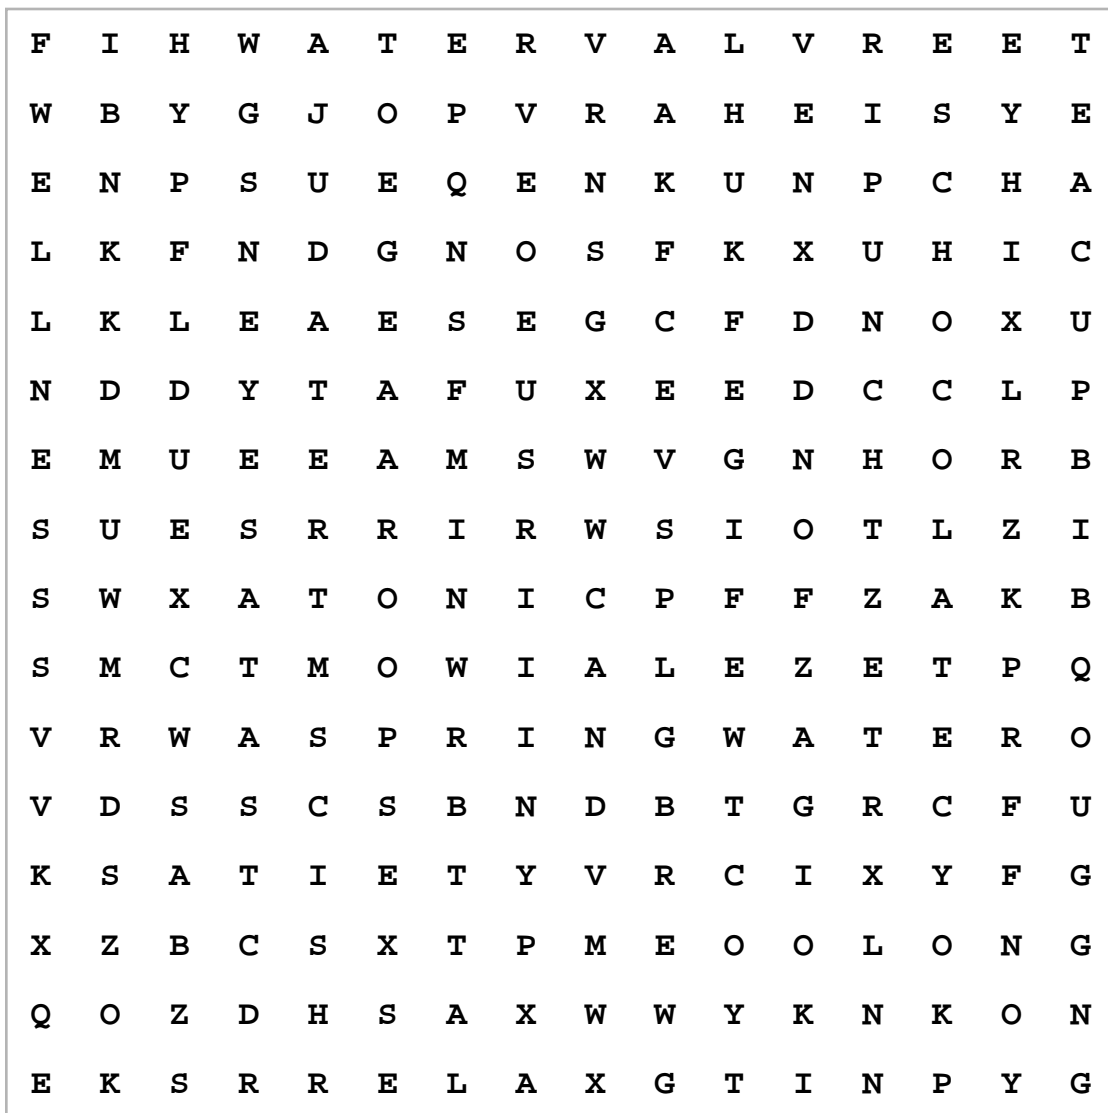 F I H W A T E R V A L V R E E T
W B Y G J O P V R A H E I S Y E
E N P S U E Q E N K U N P C H A
L K F N D G N O S F K X U H I C
L K L E A E S E G C F D N O X U
N D D Y T A F U X E E D C C L P
E M U E E A M S W V G N H O R B
S U E S R R I R W S I O T L Z I
S W X A T O N I C P F F Z A K B
S M C T M O W I A L E Z E T P Q
V R W A S P R I N G W A T E R O
V D S S C S B N D B T G R C F U
K S A T I E T Y V R C I X Y F G
X Z B C S X T P M E O O L O N G
Q O Z D H S A X W W Y K N K O N
E K S R R E L A X G T I N P Y G